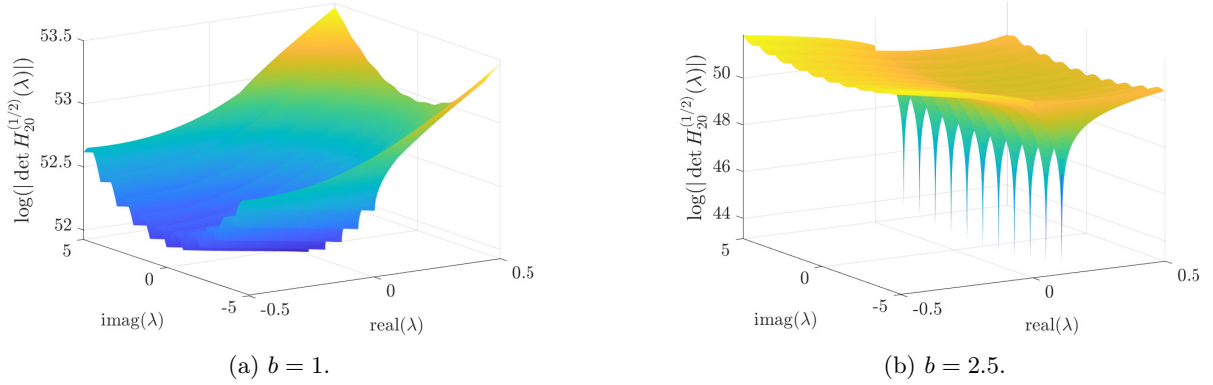 53.5
53
52.5
52
5
0
-5
-0.5
0
0.5
log(| det H_{20}^{(1/2)}(λ)|)
imag(λ)
real(λ)
(a) b = 1.
50
48
46
44
5
0
-5
-0.5
0
0.5
log(| det H_{20}^{(1/2)}(λ)|)
imag(λ)
real(λ)
(b) b = 2.5.